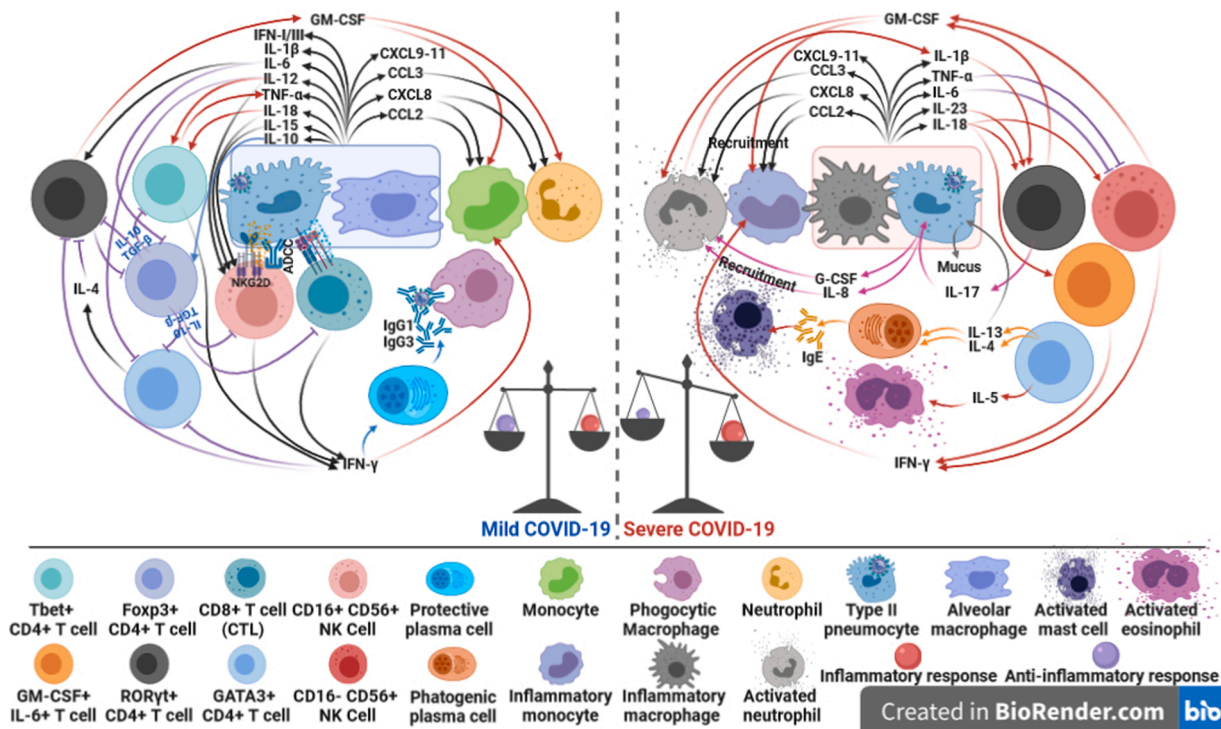 GM-CSF
IFN-I/III
IL-1β
IL-6
IL-12
TNF-α
IL-18
IL-15
IL-10
CXCL9-11
CCL3
CXCL8
CCL2
IL-10
TGF-β
IL-4
TGF-β
IL-10
NKG2D
ADCC
IgG1
IgG3
IFN-γ
Mild COVID-19
GM-CSF
CXCL9-11
CCL3
CXCL8
CCL2
IL-1β
TNF-α
IL-6
IL-23
IL-18
Recruitment
Recruitment
Mucus
G-CSF
IL-8
IL-17
IgE
IL-13
IL-4
IL-5
IFN-γ
Severe COVID-19
Tbet+
CD4+ T cell
Foxp3+
CD4+ T cell
CD8+ T cell
(CTL)
CD16+ CD56+
NK Cell
Protective
plasma cell
Monocyte
Phogocytic
Macrophage
Neutrophil
Type II
pneumocyte
Alveolar
macrophage
Activated
mast cell
Activated
eosinophil
GM-CSF+
IL-6+ T cell
RORγt+
CD4+ T cell
GATA3+
CD4+ T cell
CD16- CD56+
NK Cell
Phatogenic
plasma cell
Inflammatory
monocyte
Inflammatory
macrophage
Activated
neutrophil
Inflammatory response
Anti-inflammatory response
Created in BioRender.com
bio